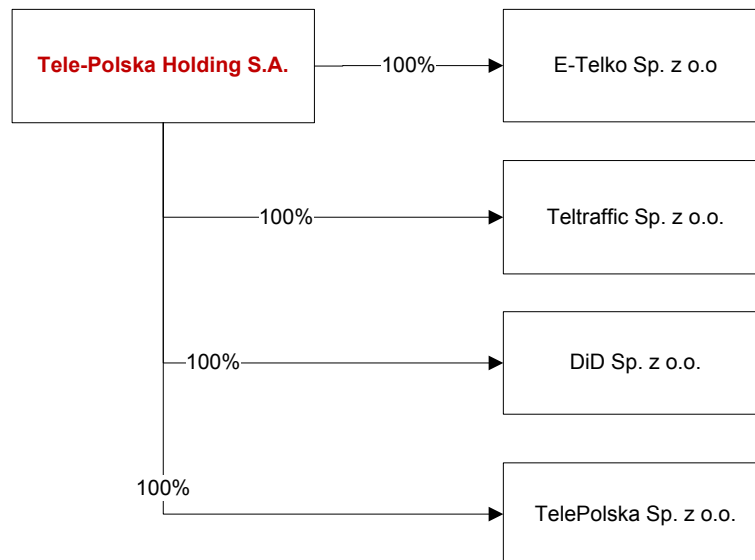 Tele-Polska Holding S.A.
100%
E-Telko Sp. z o.o
100%
Teltraffic Sp. z o.o.
100%
DiD Sp. z o.o.
100%
TelePolska Sp. z o.o.